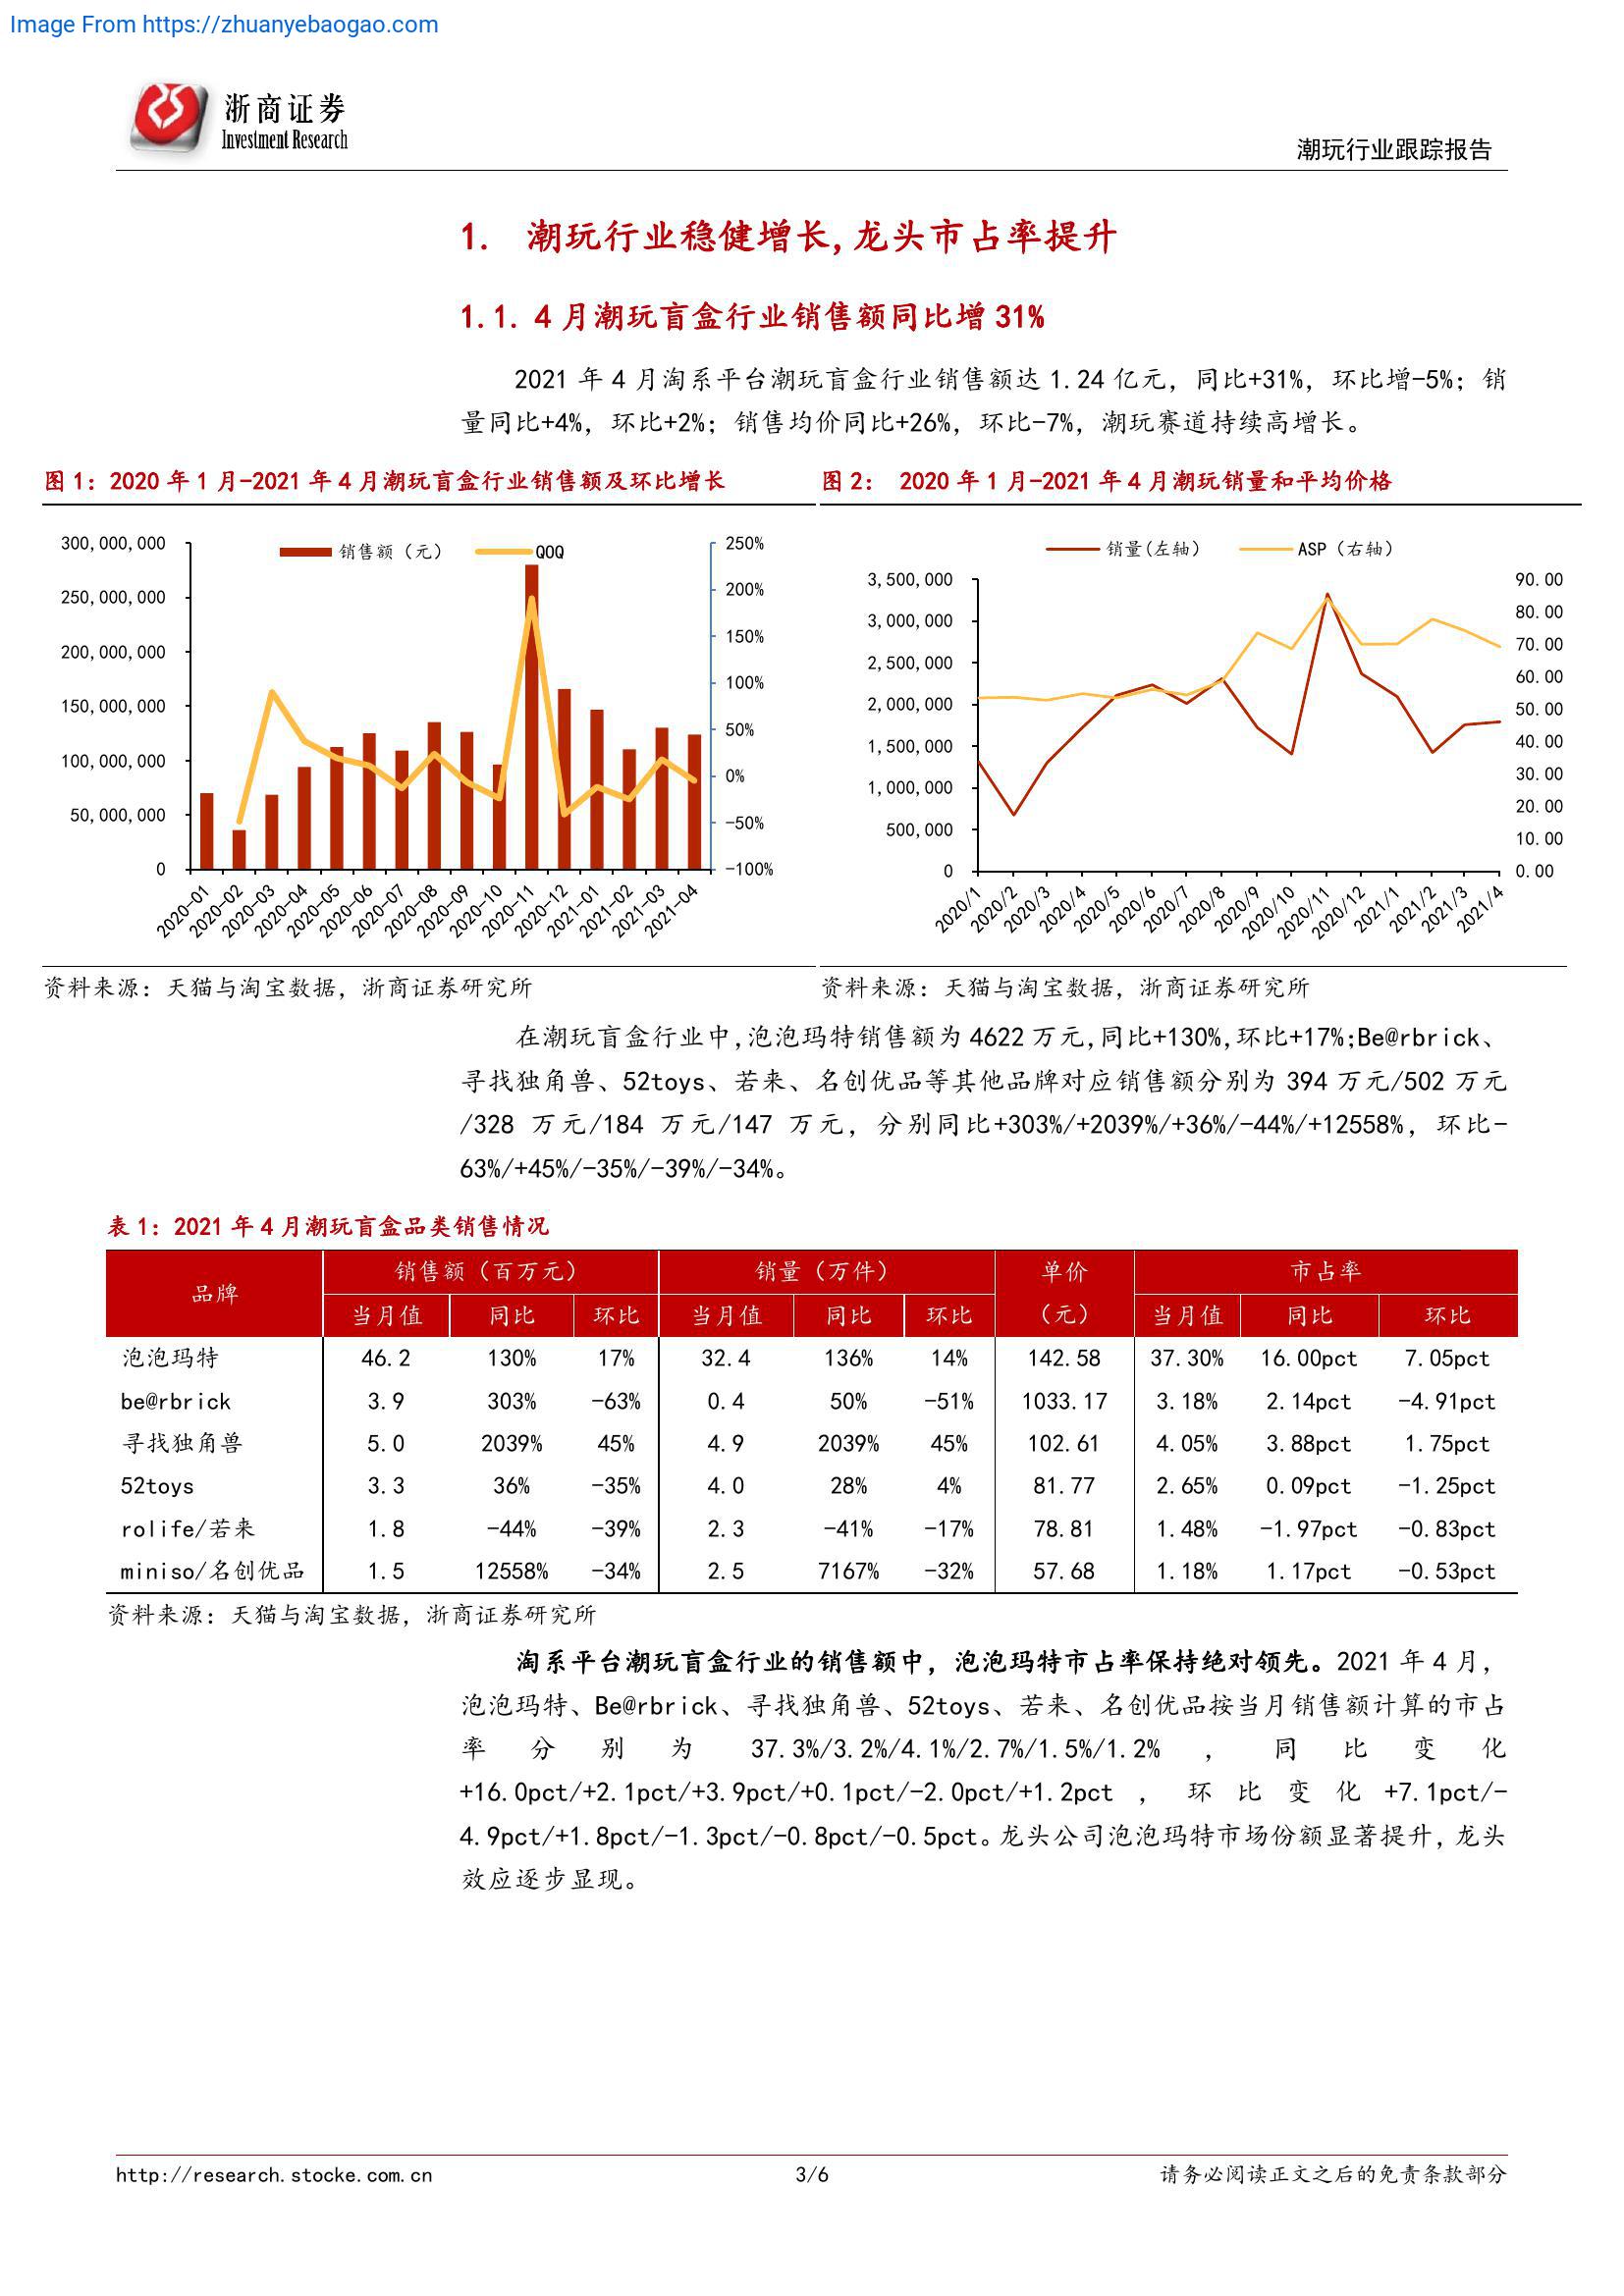 Image From https://zhuanyebaogao.com
浙商证券
Investment Research
潮玩行业跟踪报告
1. 潮玩行业稳健增长,龙头市占率提升
1.1. 4 月潮玩盲盒行业销售额同比增 31%
2021 年 4 月淘系平台潮玩盲盒行业销售额达 1.24 亿元，同比+31%，环比增-5%；销
量同比+4%，环比+2%；销售均价同比+26%，环比-7%，潮玩赛道持续高增长。
图 1：2020 年 1 月-2021 年 4 月潮玩盲盒行业销售额及环比增长
销售额（元） QOQ
300,000,000
250,000,000
200,000,000
150,000,000
100,000,000
50,000,000
0
250%
200%
150%
100%
50%
0%
-50%
-100%
2020-01 2020-02 2020-03 2020-04 2020-05 2020-06 2020-07 2020-08 2020-09 2020-10 2020-11 2020-12 2021-01 2021-02 2021-03 2021-04
资料来源：天猫与淘宝数据，浙商证券研究所
图 2： 2020 年 1 月-2021 年 4 月潮玩销量和平均价格
销量(左轴） ASP（右轴）
3,500,000
3,000,000
2,500,000
2,000,000
1,500,000
1,000,000
500,000
0
90.00
80.00
70.00
60.00
50.00
40.00
30.00
20.00
10.00
0.00
2020/1 2020/2 2020/3 2020/4 2020/5 2020/6 2020/7 2020/8 2020/9 2020/10 2020/11 2020/12 2021/1 2021/2 2021/3 2021/4
资料来源：天猫与淘宝数据，浙商证券研究所
在潮玩盲盒行业中,泡泡玛特销售额为 4622 万元,同比+130%,环比+17%;Be@rbrick、
寻找独角兽、52toys、若来、名创优品等其他品牌对应销售额分别为 394 万元/502 万元
/328 万元/184 万元/147 万元，分别同比+303%/+2039%/+36%/-44%/+12558%，环比-
63%/+45%/-35%/-39%/-34%。
表 1：2021 年 4 月潮玩盲盒品类销售情况
品牌 销售额（百万元） 销量（万件） 单价（元） 市占率
当月值 同比 环比 当月值 同比 环比 当月值 同比 环比
泡泡玛特 46.2 130% 17% 32.4 136% 14% 142.58 37.30% 16.00pct 7.05pct
be@rbrick 3.9 303% -63% 0.4 50% -51% 1033.17 3.18% 2.14pct -4.91pct
寻找独角兽 5.0 2039% 45% 4.9 2039% 45% 102.61 4.05% 3.88pct 1.75pct
52toys 3.3 36% -35% 4.0 28% 4% 81.77 2.65% 0.09pct -1.25pct
rolife/若来 1.8 -44% -39% 2.3 -41% -17% 78.81 1.48% -1.97pct -0.83pct
miniso/名创优品 1.5 12558% -34% 2.5 7167% -32% 57.68 1.18% 1.17pct -0.53pct
资料来源：天猫与淘宝数据，浙商证券研究所
淘系平台潮玩盲盒行业的销售额中，泡泡玛特市占率保持绝对领先。2021 年 4 月，
泡泡玛特、Be@rbrick、寻找独角兽、52toys、若来、名创优品按当月销售额计算的市占
率分别为 37.3%/3.2%/4.1%/2.7%/1.5%/1.2%，同比变化
+16.0pct/+2.1pct/+3.9pct/+0.1pct/-2.0pct/+1.2pct，环比变化+7.1pct/-
4.9pct/+1.8pct/-1.3pct/-0.8pct/-0.5pct。龙头公司泡泡玛特市场份额显著提升,龙头
效应逐步显现。
http://research.stocke.com.cn 3/6 请务必阅读正文之后的免责条款部分